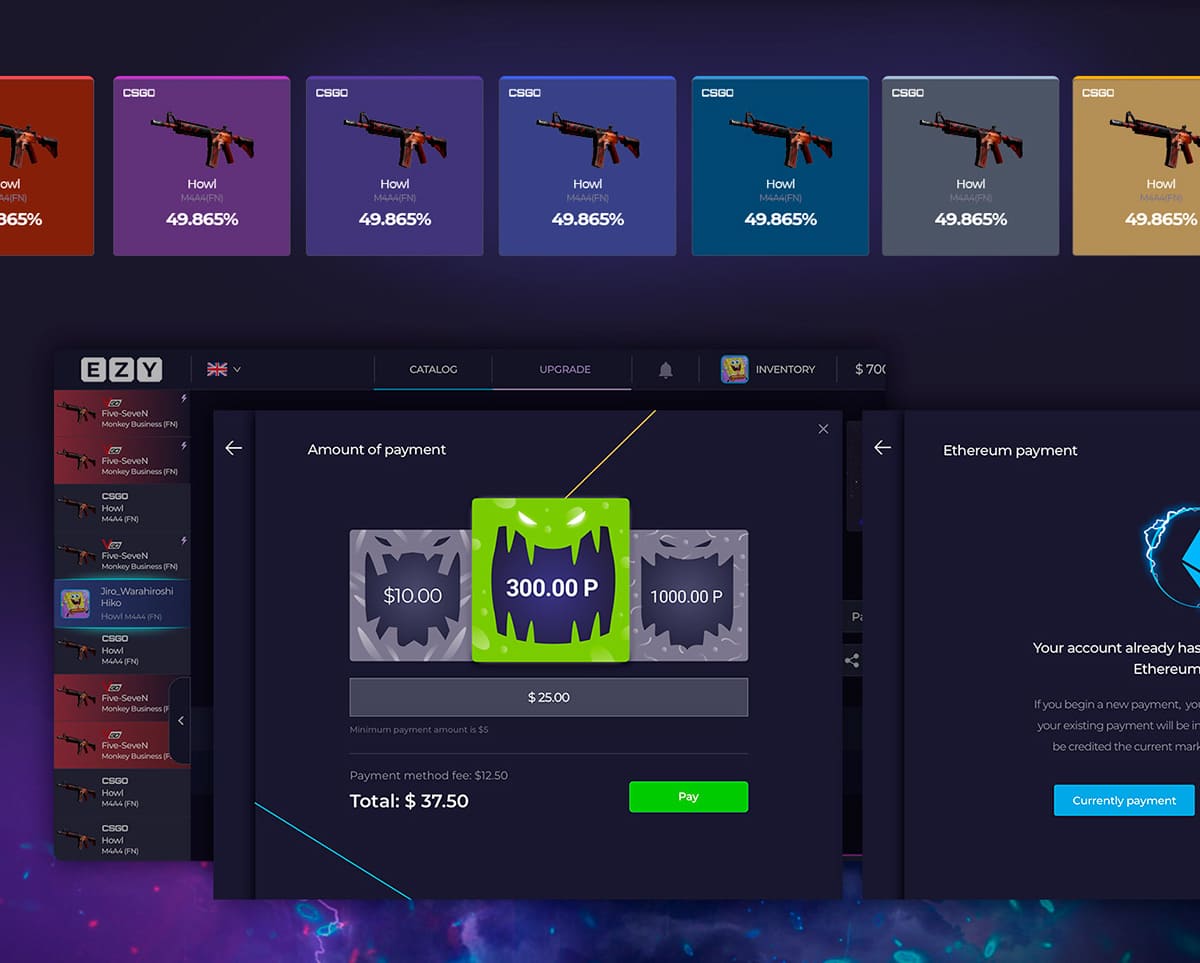 CSGO
CSGO
CSGO
CSGO
CSGO
CSGO
Howl
Howl
Howl
Howl
Howl
Howl
M4A4(FN)
M4A4(FN)
M4A4(FN)
M4A4(FN)
M4A4(FN)
M4A4(FN)
49.865%
49.865%
49.865%
49.865%
49.865%
49.865%
EZY
CATALOG
UPGRADE
INVENTORY
$ 700
Five-SeveN
Monkey Business (FN)
Five-SeveN
Monkey Business (FN)
CSGO
Howl
M4A4 (FN)
Five-SeveN
Monkey Business (FN)
Jiro_Warahiroshi
Hiko
Howl M4A4 (FN)
CSGO
Howl
M4A4 (FN)
Five-SeveN
Monkey Business (F
Five-SeveN
Monkey Business (F
CSGO
Howl
M4A4 (FN)
CSGO
Howl
M4A4 (FN)
Amount of payment
$10.00
300.00 P
1000.00 P
$ 25.00
Minimum payment amount is $5
Payment method fee: $12.50
Total: $ 37.50
Pay
Ethereum payment
Your account already has
Ethereum
If you begin a new payment, you
your existing payment will be in
be credited the current mark
Currently payment